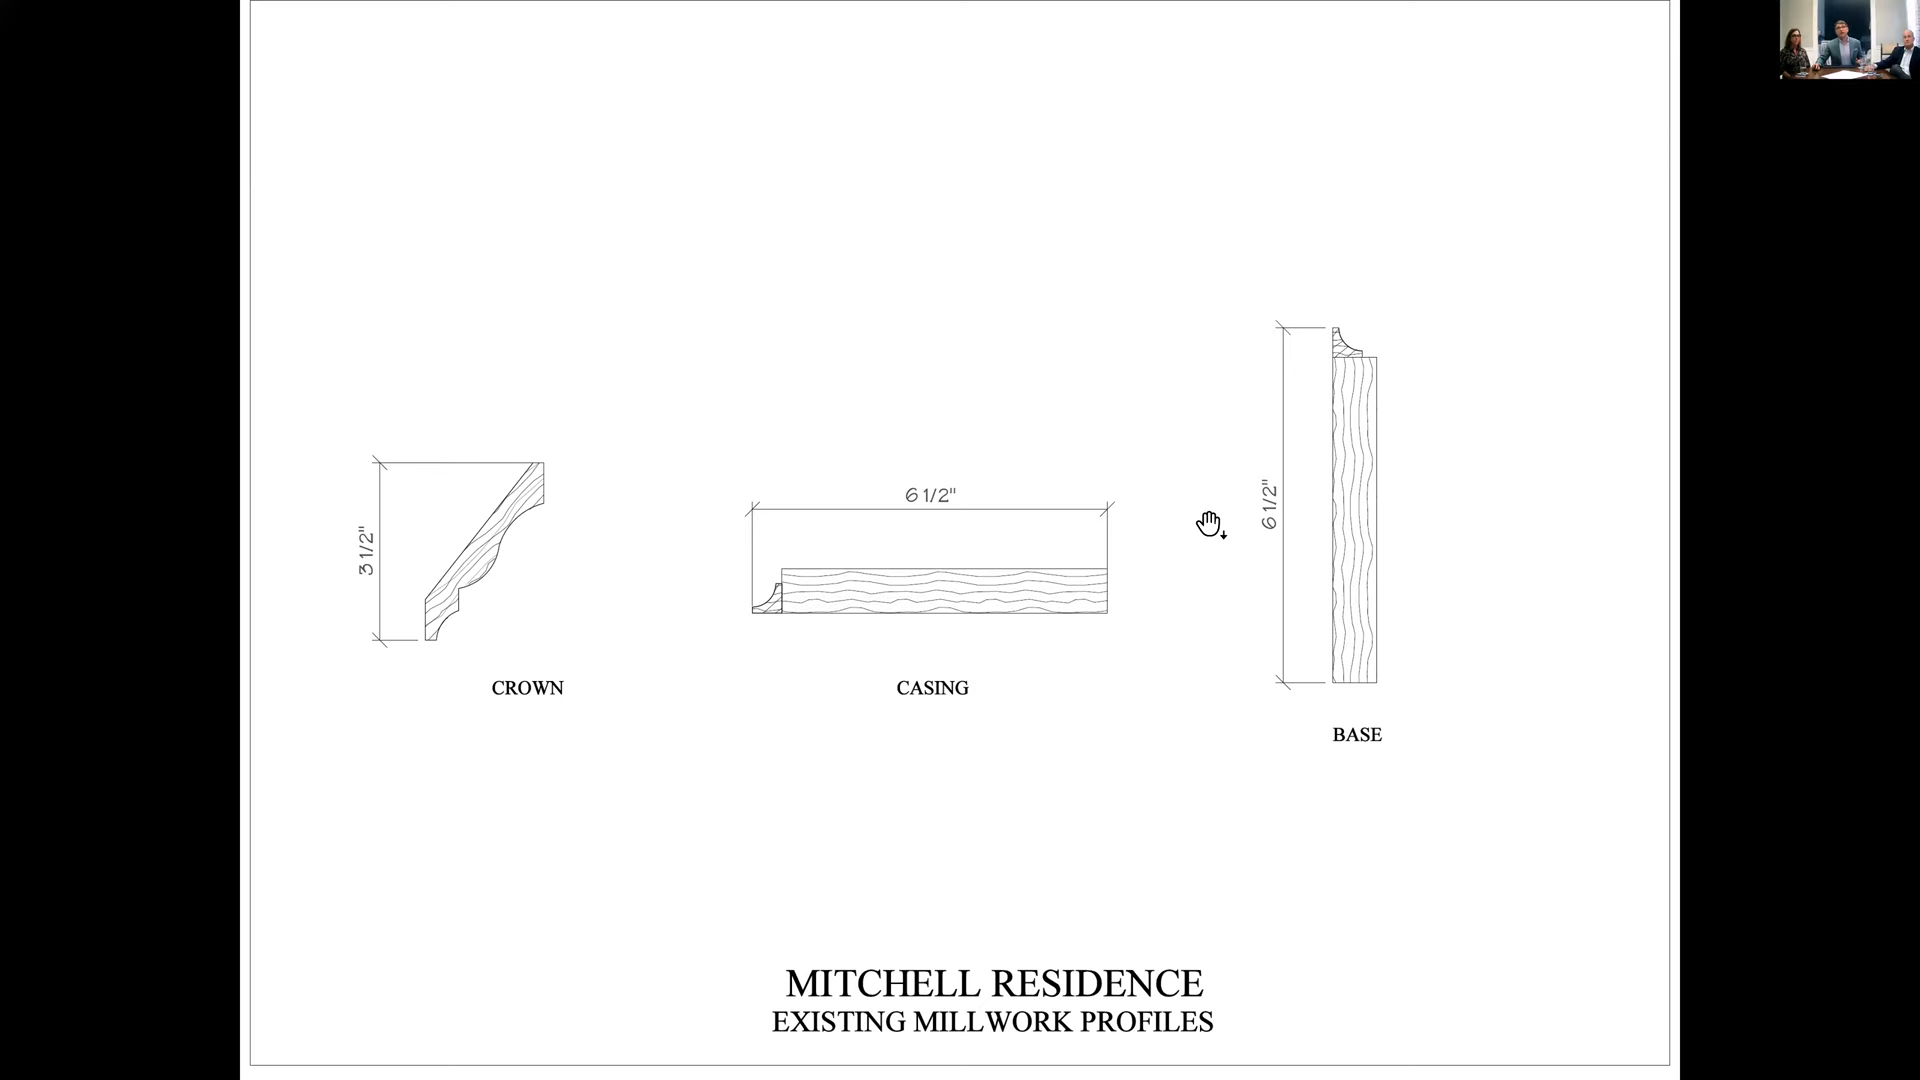 6 1/2"
3 1/2"
6 1/2"
CROWN
CASING
BASE
MITCHELL RESIDENCE
EXISTING MILLWORK PROFILES